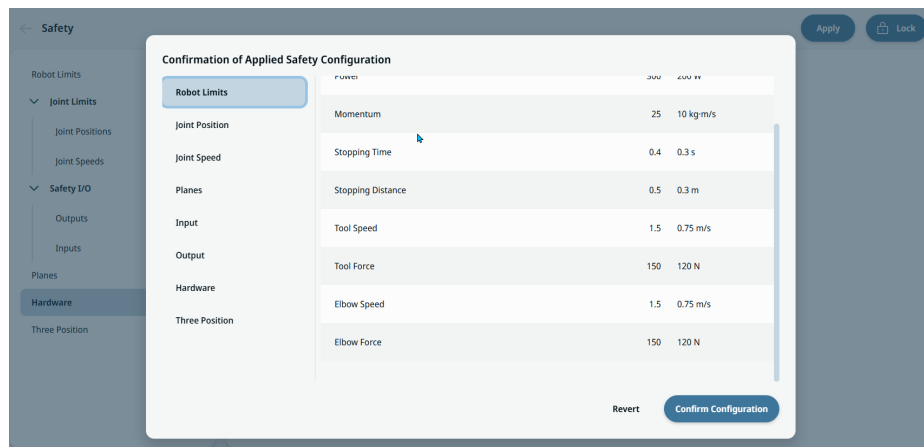 Safety
Apply
Lock
Robot Limits
Joint Limits
Joint Positions
Joint Speeds
Safety I/O
Outputs
Inputs
Planes
Hardware
Three Position
Confirmation of Applied Safety Configuration
Robot Limits
Joint Position
Joint Speed
Planes
Input
Output
Hardware
Three Position
Power 300 200 W
Momentum 25 10 kg·m/s
Stopping Time 0.4 0.3 s
Stopping Distance 0.5 0.3 m
Tool Speed 1.5 0.75 m/s
Tool Force 150 120 N
Elbow Speed 1.5 0.75 m/s
Elbow Force 150 120 N
Revert
Confirm Configuration